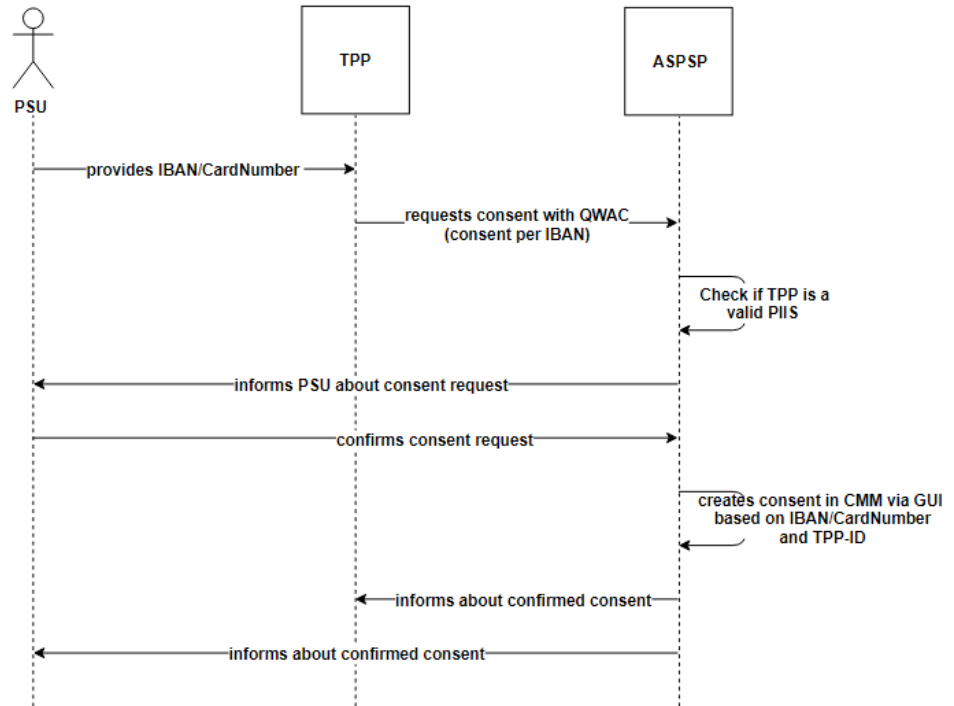 PSU
TPP
ASPSP
provides IBAN/CardNumber
requests consent with QWAC
(consent per IBAN)
Check if TPP is a
valid PIIS
informs PSU about consent request
confirms consent request
creates consent in CMM via GUI
based on IBAN/CardNumber
and TPP-ID
informs about confirmed consent
informs about confirmed consent